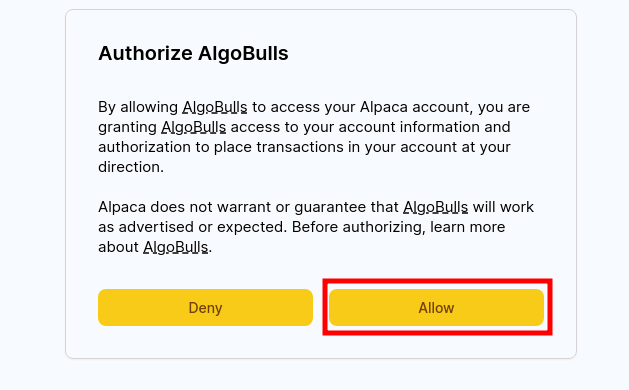 Authorize AlgoBulls
By allowing AlgoBulls to access your Alpaca account, you are
granting AlgoBulls access to your account information and
authorization to place transactions in your account at your
direction.
Alpaca does not warrant or guarantee that AlgoBulls will work
as advertised or expected. Before authorizing, learn more
about AlgoBulls.
Deny
Allow